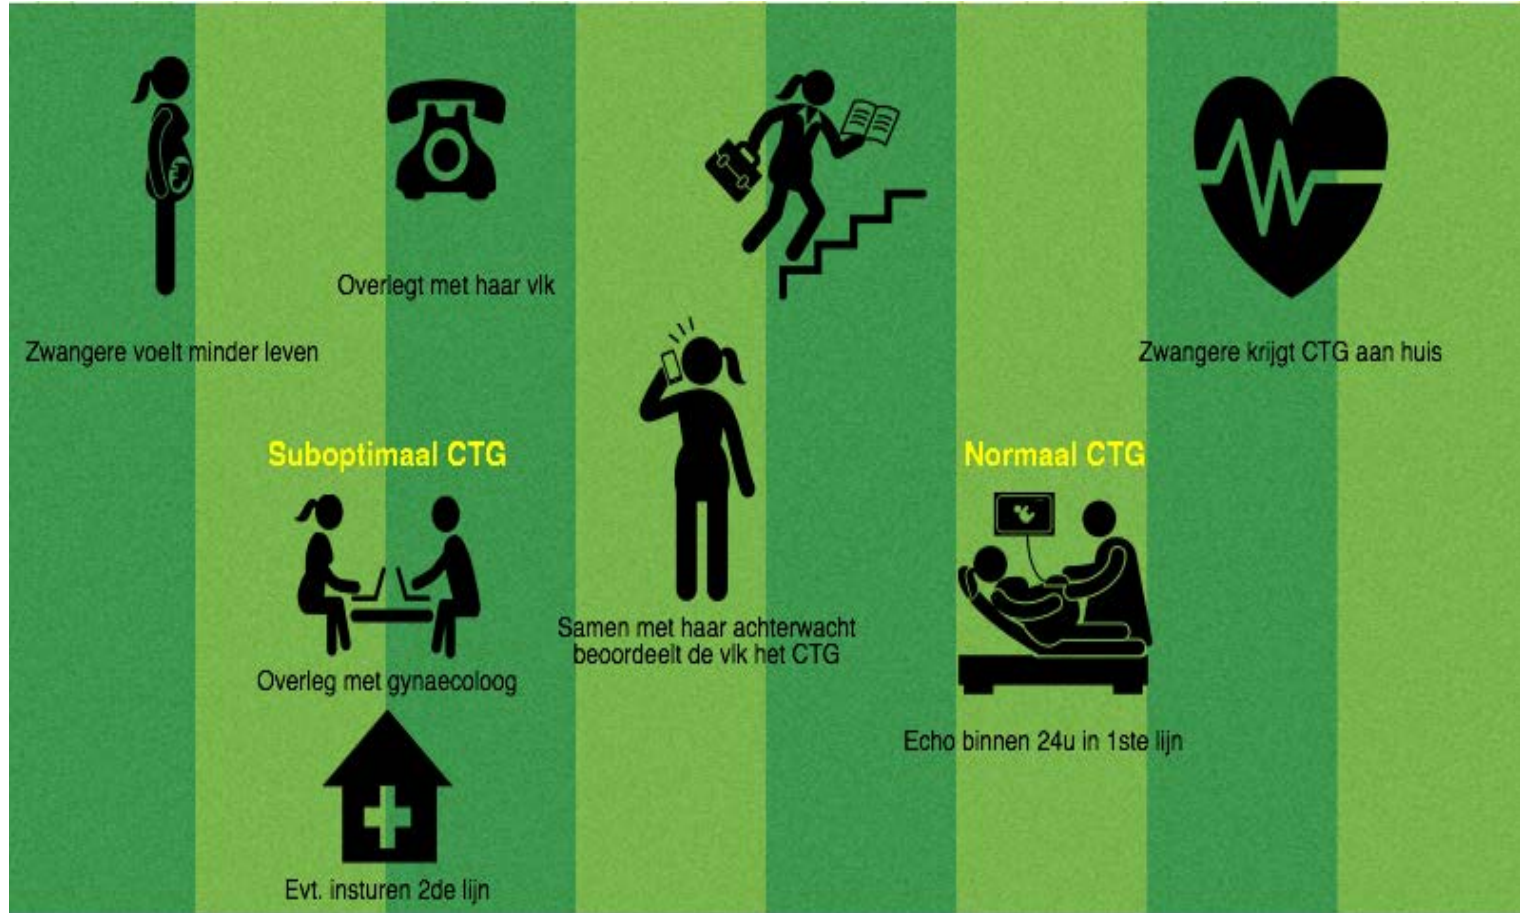 Overlegt met haar vlk
Zwangere voelt minder leven
Zwangere krijgt CTG aan huis
Suboptimaal CTG
Normaal CTG
Samen met haar achterwacht
beoordeelt de vlk het CTG
Overleg met gynaecoloog
Echo binnen 24u in 1ste lijn
Evt. insturen 2de lijn